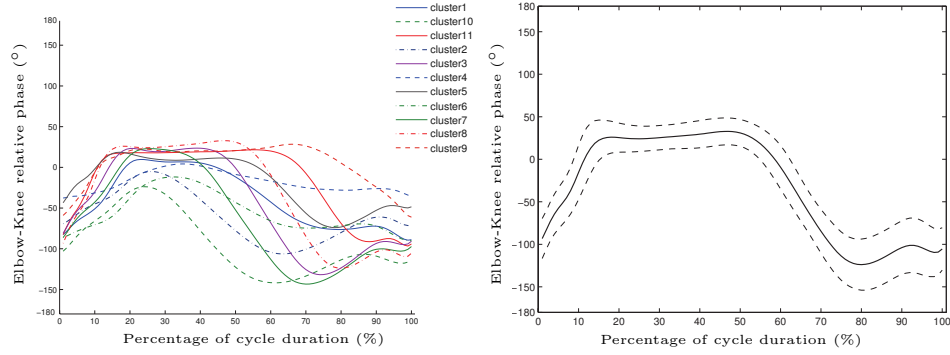 Elbow-Knee relative phase (°)
180
150
100
50
0
-50
-100
-150
-180
0
10
20
30
40
50
60
70
80
90
100
Percentage of cycle duration (%)
cluster1
cluster10
cluster11
cluster2
cluster3
cluster4
cluster5
cluster6
cluster7
cluster8
cluster9
Elbow-Knee relative phase (°)
180
150
100
50
0
-50
-100
-150
-180
0
10
20
30
40
50
60
70
80
90
100
Percentage of cycle duration (%)